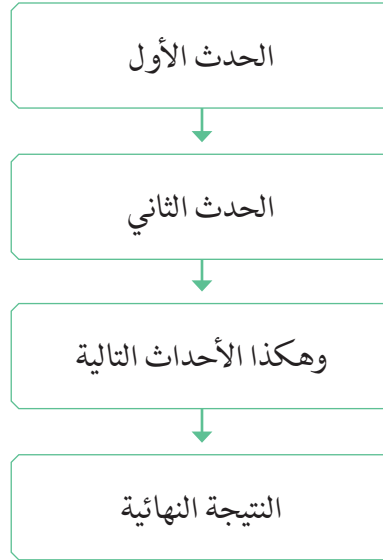 الحدث الأول
الحدث الثاني
وهكذا الأحداث التالية
النتيجة النهائية